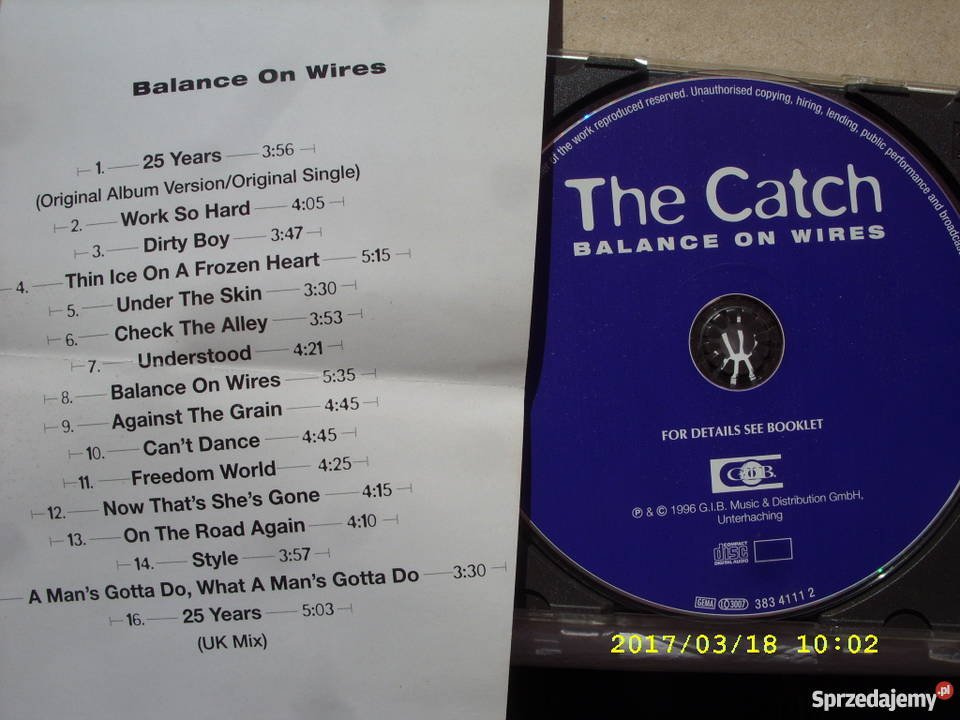 Balance On Wires
1. 25 Years 3:56
(Original Album Version/Original Single)
2. Work So Hard 4:05
3. Dirty Boy 3:47
4. Thin Ice On A Frozen Heart 5:15
5. Under The Skin 3:30
6. Check The Alley 3:53
7. Understood 4:21
8. Balance On Wires 5:35
9. Against The Grain 4:45
10. Can't Dance 4:45
11. Freedom World 4:25
12. Now That's She's Gone 4:15
13. On The Road Again 4:10
14. Style 3:57
A Man's Gotta Do, What A Man's Gotta Do 3:30
16. 25 Years 5:03
(UK Mix)
of the work reproduced reserved. Unauthorised copying, hiring, lending, public performance and
The Catch
BALANCE ON WIRES
FOR DETAILS SEE BOOKLET
G.I.B.
℗ & © 1996 G.I.B. Music & Distribution GmbH,
Unterhaching
COMPACT
disc
DIGITAL AUDIO
GEMA LC 3007 383 4111 2
2017/03/18 10:02
Sprzedajemy.pl